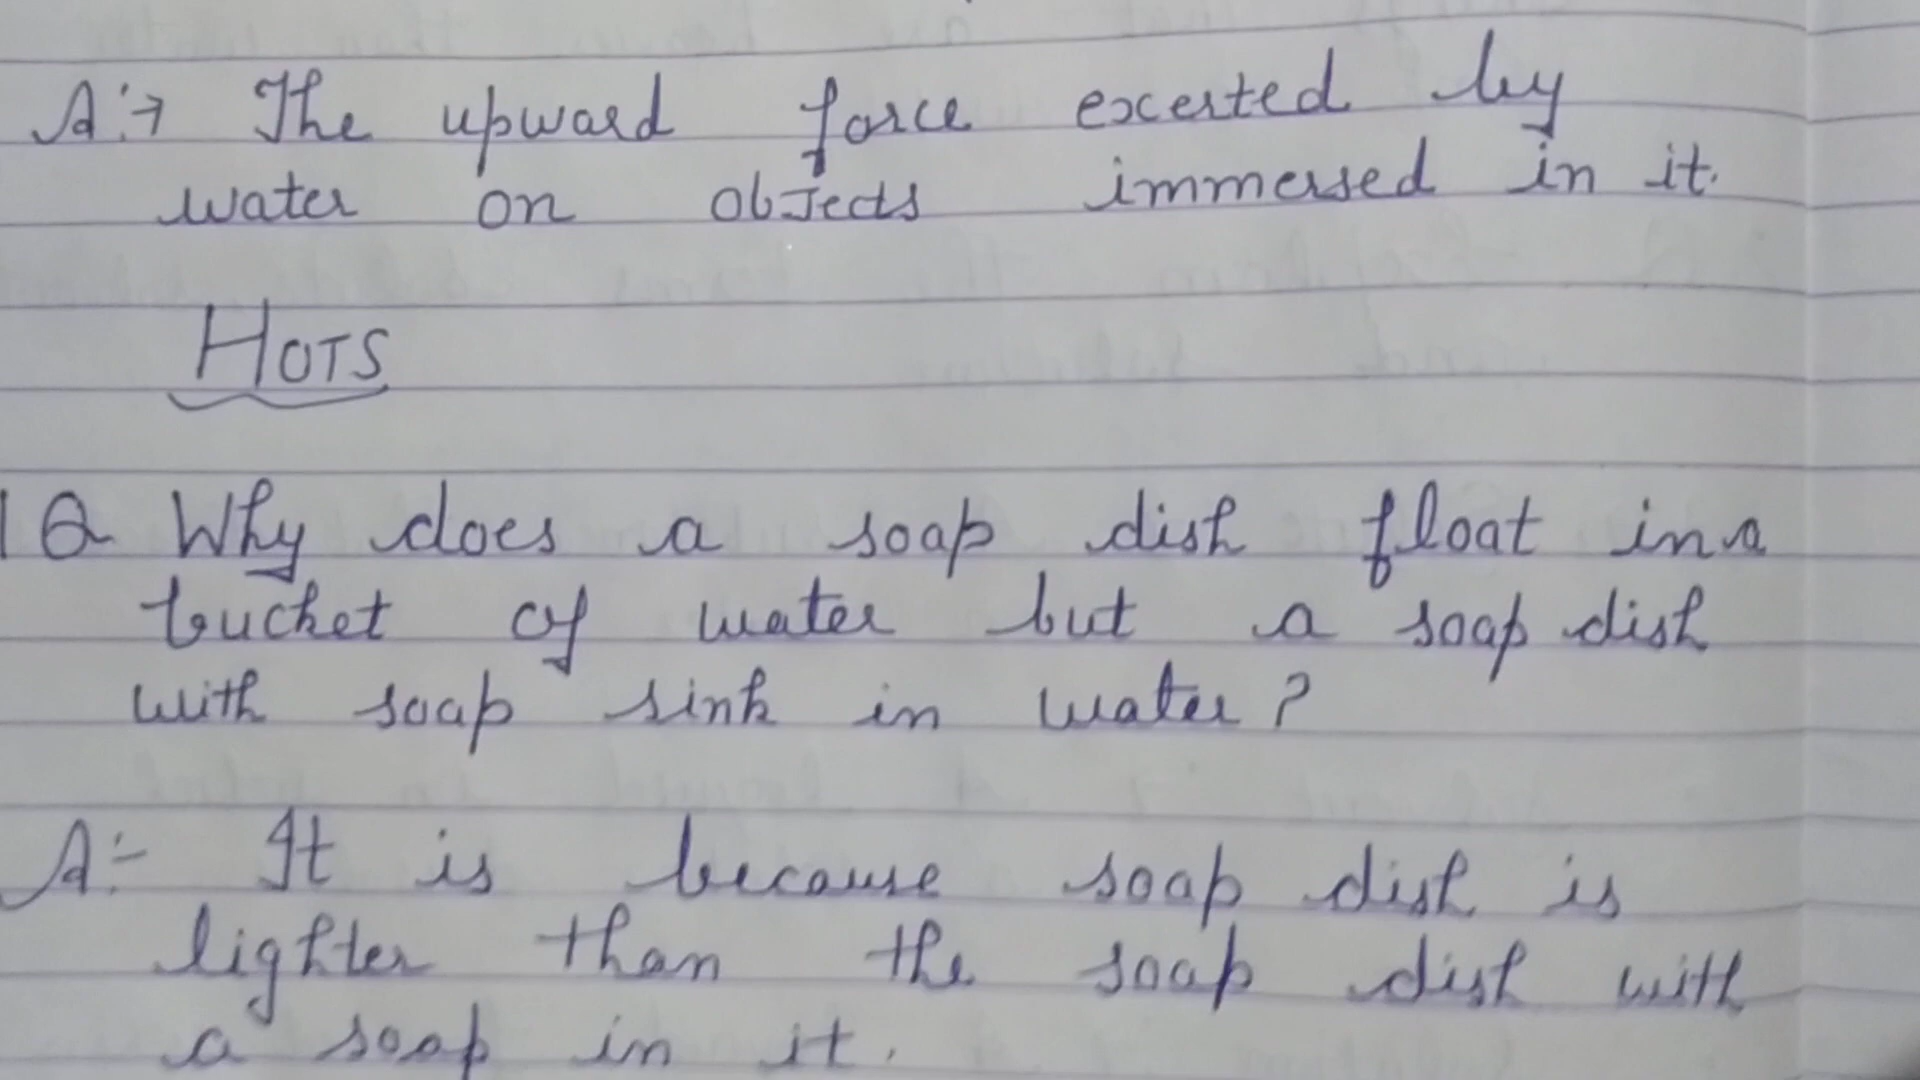 A:→ The upward force exerted by
water on objects immersed in it.
HOTS
1 Q Why does a soap dish float in a
bucket of water but a soap dish
with soap sink in water?
A:- It is because soap dish is
lighter than the soap dish with
a soap in it.